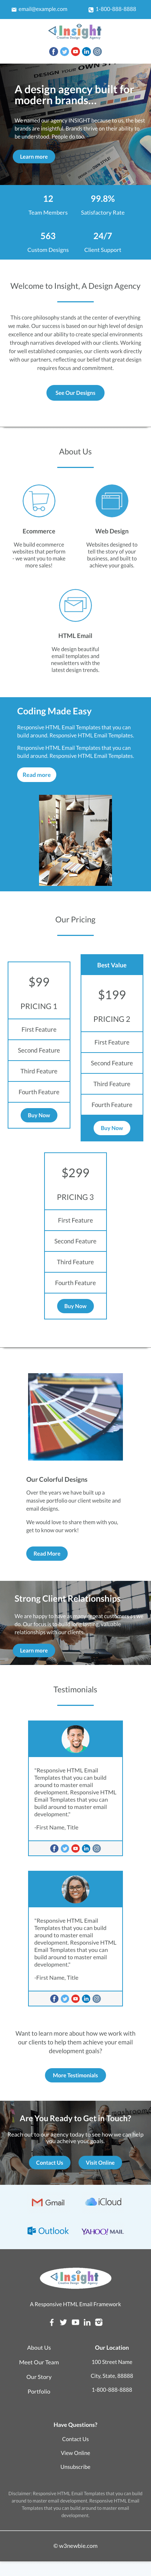 email@example.com 1-800-888-8888
Insight
Creative Design Agency
A design agency built for
modern brands...
We named our agency INSIGHT because to us, the best
brands are insightful. Brands thrive on their ability to
be understood. People do too.
Learn more
12 99.8%
Team Members Satisfactory Rate
563 24/7
Custom Designs Client Support
Welcome to Insight, A Design Agency
This core philosophy stands at the center of everything
we make. Our success is based on our high level of design
excellence and our ability to create special environments
through narratives developed with our clients. Working
for well established companies, our clients work directly
with our partners, reflecting our belief that great design
requires focus and commitment.
See Our Designs
About Us
Ecommerce
We build ecommerce
websites that perform
- we want you to make
more sales!
Web Design
Websites designed to
tell the story of your
business, and built to
achieve your goals.
HTML Email
We design beautiful
email templates and
newsletters with the
latest design trends.
Coding Made Easy
Responsive HTML Email Templates that you can
build around. Responsive HTML Email Templates.
Responsive HTML Email Templates that you can
build around. Responsive HTML Email Templates.
Read more
Our Pricing
$99
PRICING 1
First Feature
Second Feature
Third Feature
Fourth Feature
Buy Now
Best Value
$199
PRICING 2
First Feature
Second Feature
Third Feature
Fourth Feature
Buy Now
$299
PRICING 3
First Feature
Second Feature
Third Feature
Fourth Feature
Buy Now
Our Colorful Designs
Over the years we have built up a
massive portfolio our client website and
email designs.
We would love to share them with you,
get to know our work!
Read More
Strong Client Relationships
We are happy to have
do. Our focus is
relationships with our clients.
Learn more
Testimonials
"Responsive HTML Email
Templates that you can build
around to master email
development. Responsive HTML
Email Templates that you can
build around to master email
development."
-First Name, Title
"Responsive HTML Email
Templates that you can build
around to master email
development. Responsive HTML
Email Templates that you can
build around to master email
development."
-First Name, Title
Want to learn more about how we work with
our clients to help them achieve your email
development goals?
More Testimonials
Are You Ready to Get in Touch?
Reach out to our agency today to see how we can help
you acheive your goals.
Contact Us Visit Online
Gmail iCloud
Outlook YAHOO! MAIL
Insight
Creative Design Agency
A Responsive HTML Email Framework
About Us
Meet Our Team
Our Story
Portfolio
Our Location
100 Street Name
City, State, 88888
1-800-888-8888
Have Questions?
Contact Us
View Online
Unsubscribe
Disclaimer: Responsive HTML Email Templates that you can build
around to master email development. Responsive HTML Email
Templates that you can build around to master email
development.
© w3newbie.com